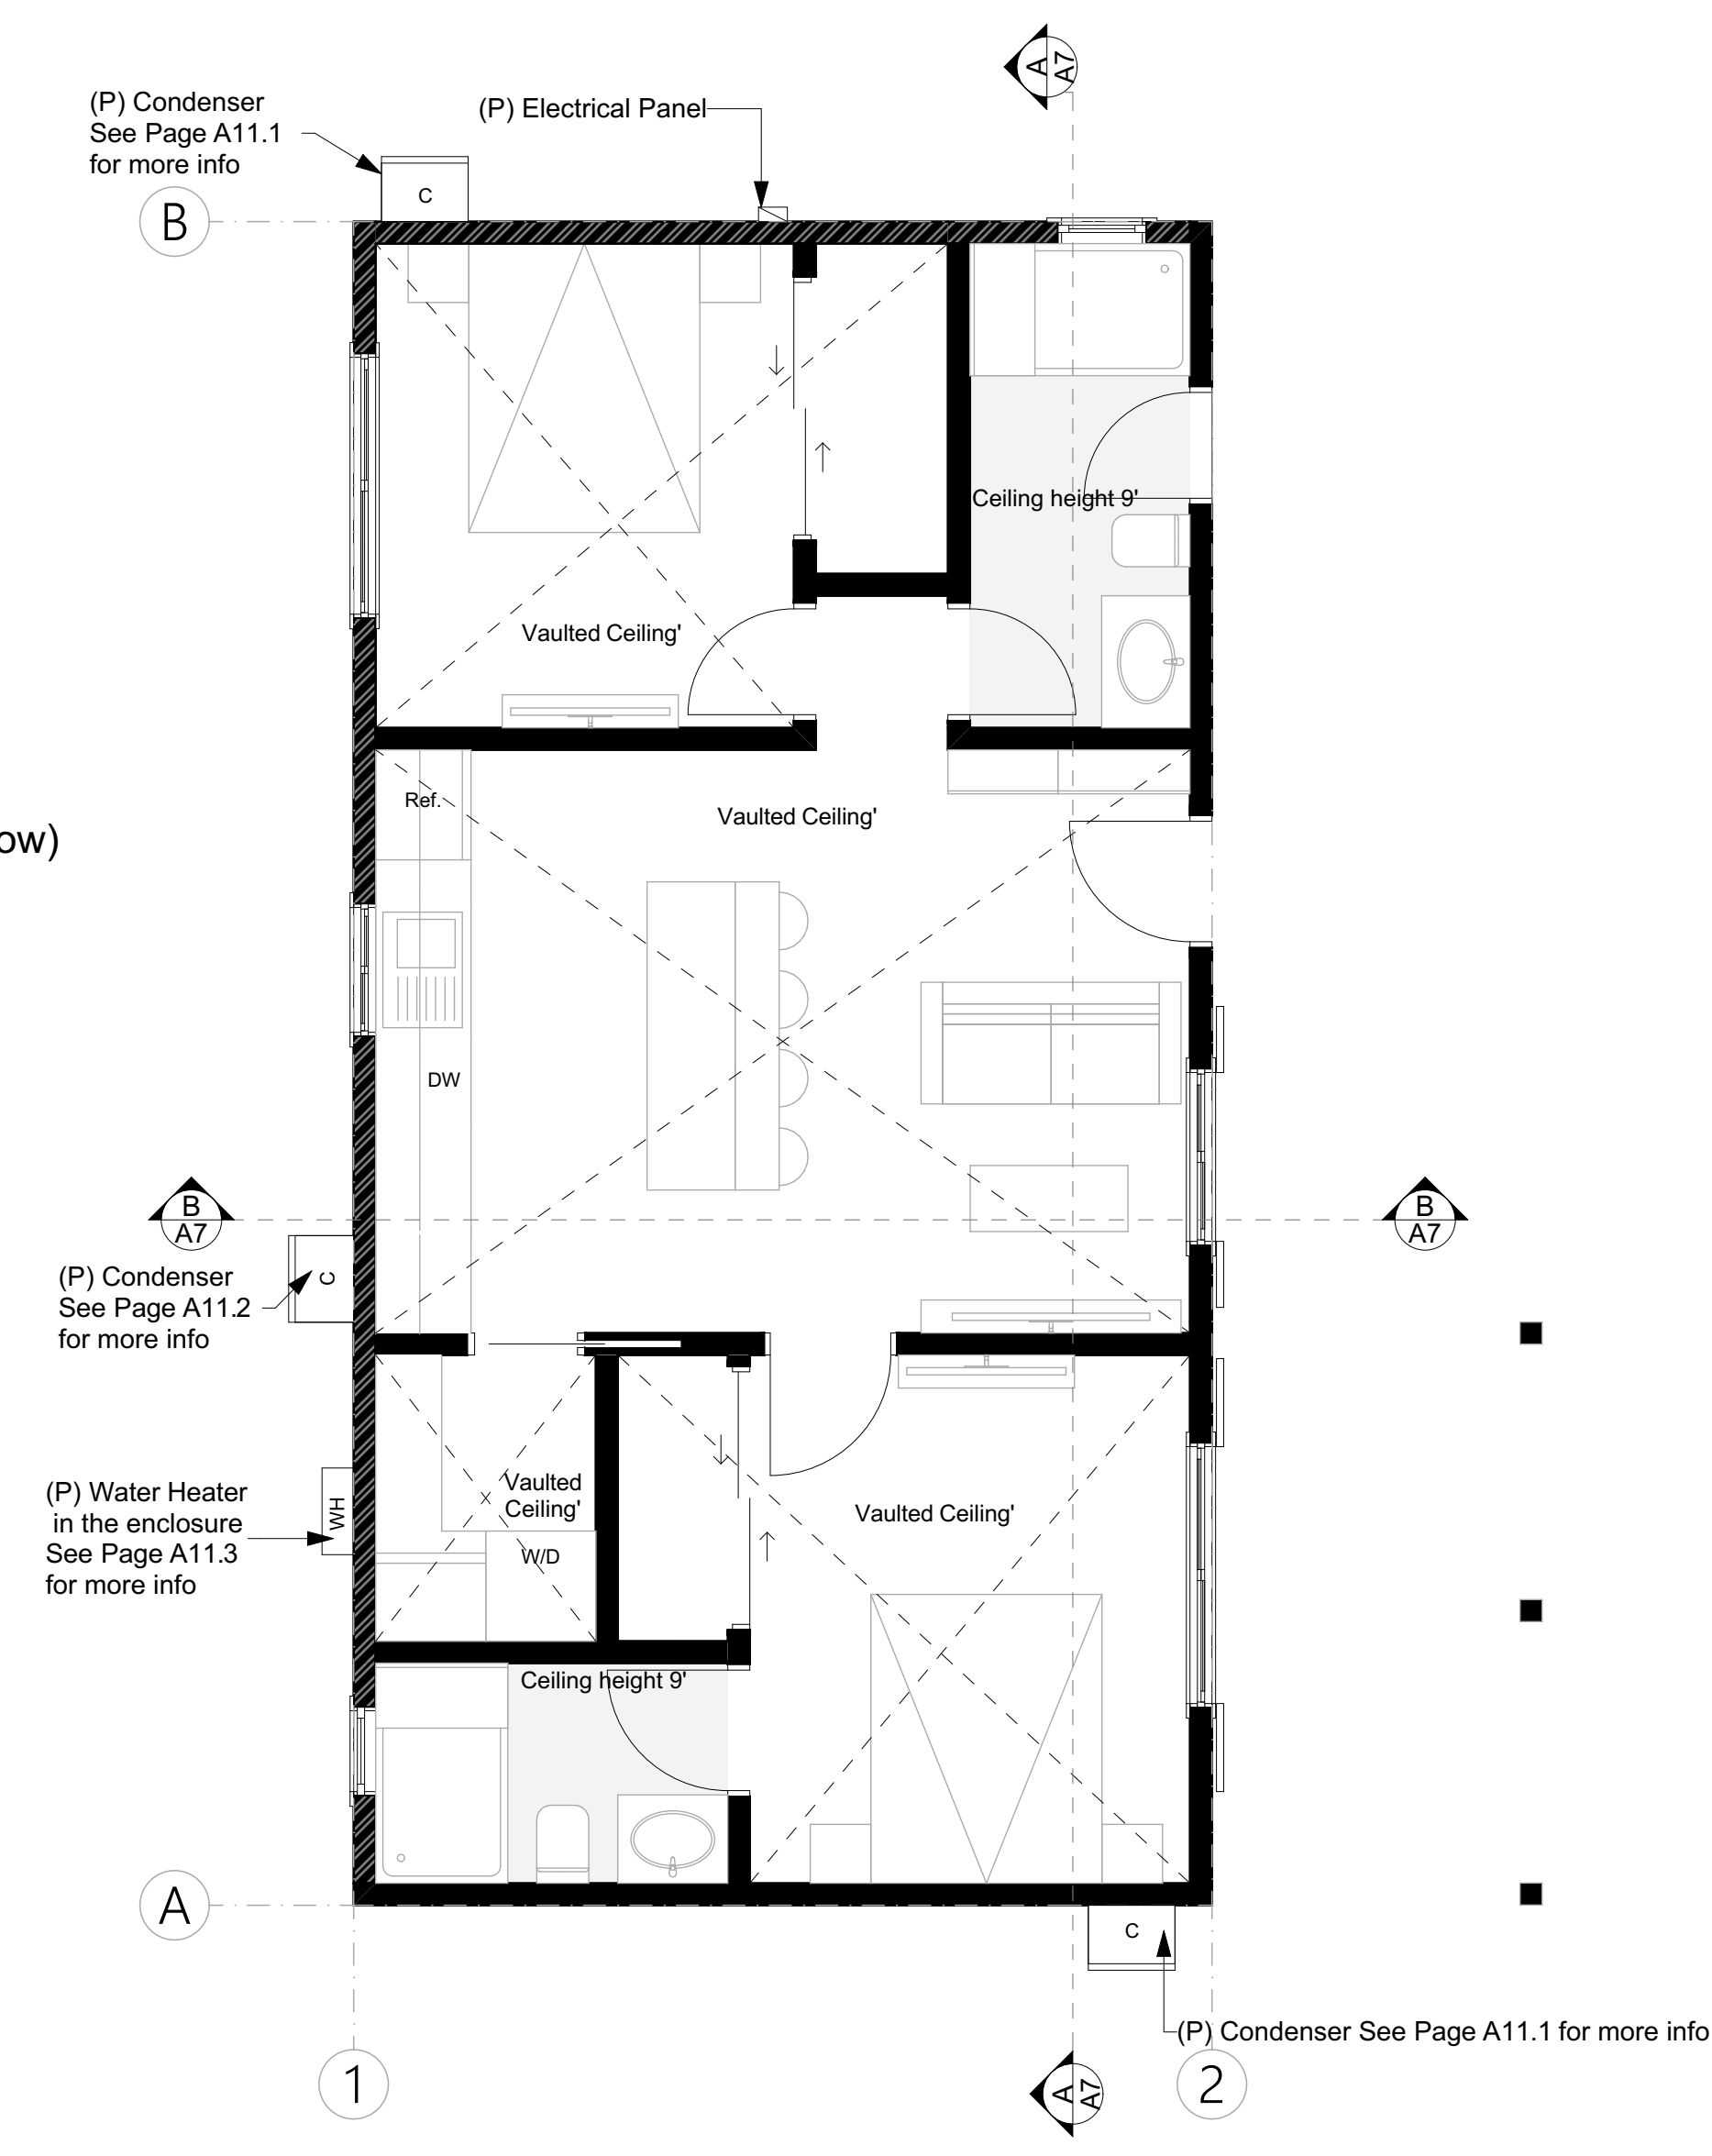 A
A7
(P) Condenser
See Page A11.1
for more info
(P) Electrical Panel
C
B
Ceiling height 9'
Vaulted Ceiling'
Ref.
Vaulted Ceiling'
ow)
DW
B
A7
B
A7
(P) Condenser
See Page A11.2
for more info
C
(P) Water Heater
in the enclosure
See Page A11.3
for more info
WH
Vaulted
Ceiling'
Vaulted Ceiling'
W/D
Ceiling height 9'
A
C
(P) Condenser See Page A11.1 for more info
1
A
A7
2